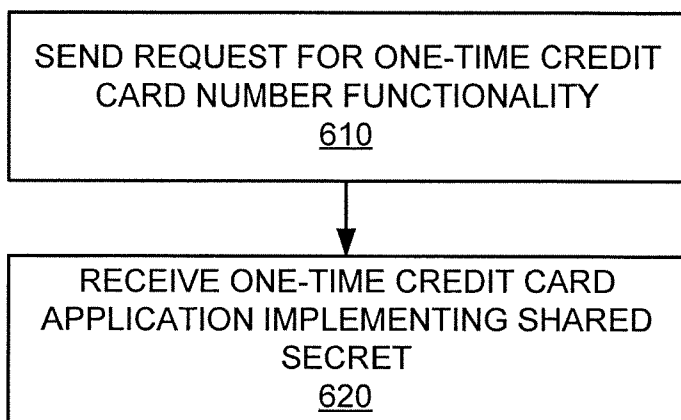 SEND REQUEST FOR ONE-TIME CREDIT
CARD NUMBER FUNCTIONALITY
610
RECEIVE ONE-TIME CREDIT CARD
APPLICATION IMPLEMENTING SHARED
SECRET
620